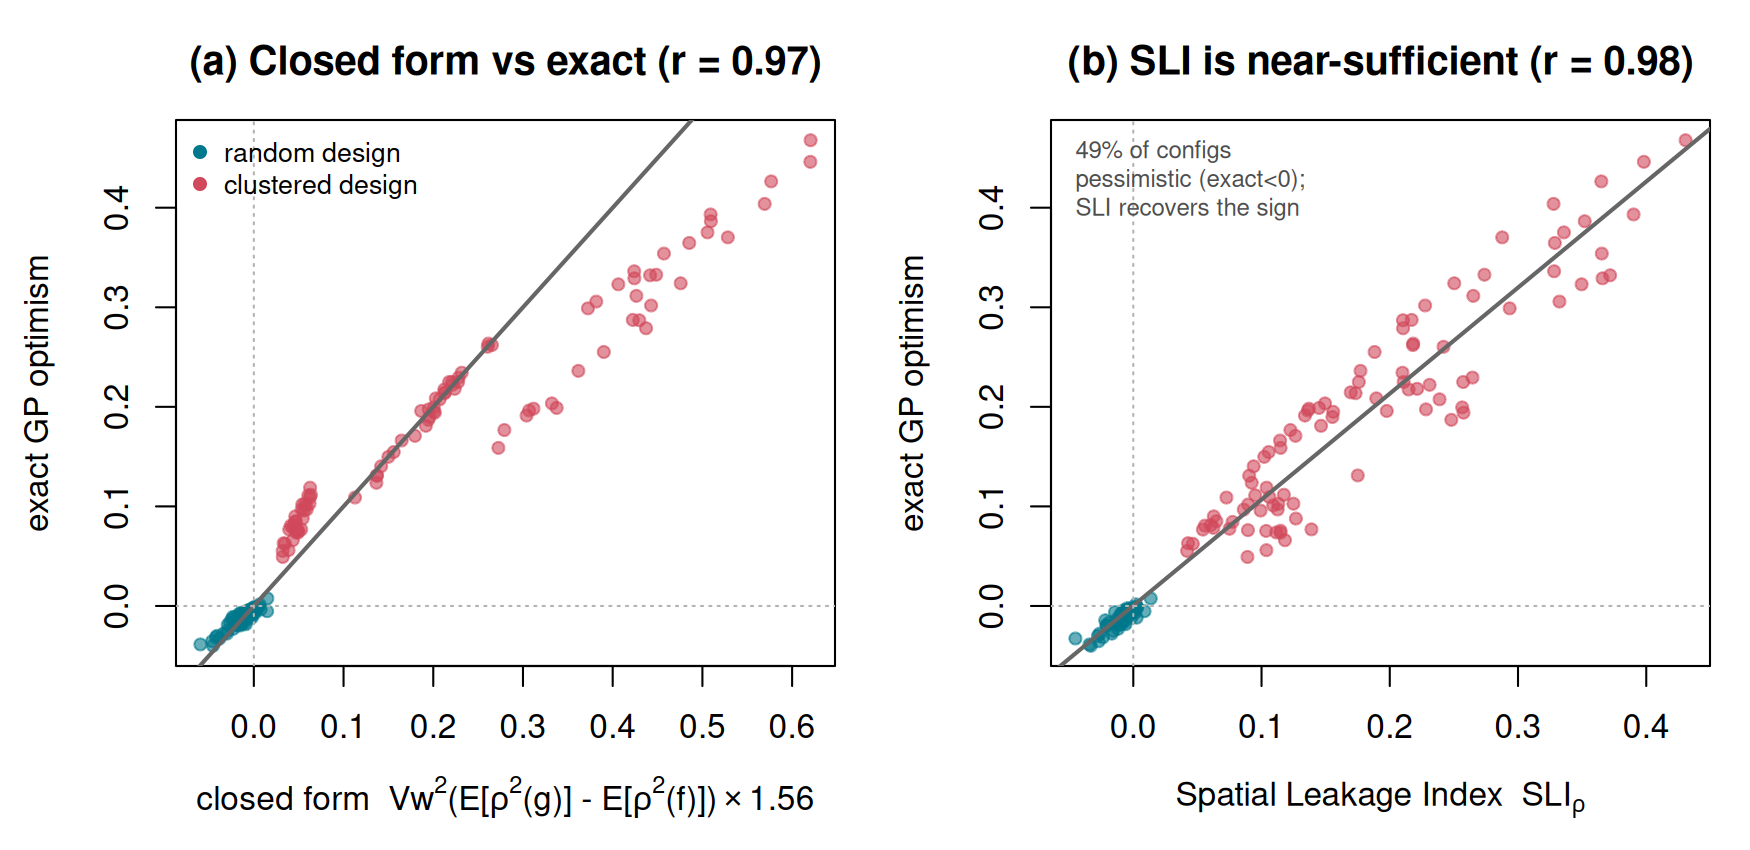 (a) Closed form vs exact (r = 0.97)
random design
clustered design
exact GP optimism
0.0
0.1
0.2
0.3
0.4
0.0 0.1 0.2 0.3 0.4 0.5 0.6
closed form Vw²(E[ρ²(g)] - E[ρ²(f)]) × 1.56
(b) SLI is near-sufficient (r = 0.98)
49% of configs
pessimistic (exact<0);
SLI recovers the sign
exact GP optimism
0.0
0.1
0.2
0.3
0.4
0.0 0.1 0.2 0.3 0.4
Spatial Leakage Index SLIρ